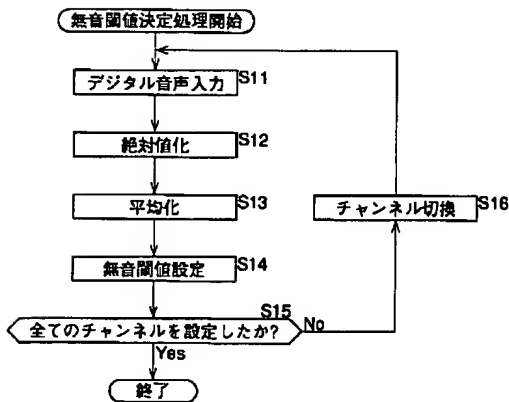 無音閾値決定処理開始
デジタル音声入力 S11
絶対値化 S12
平均化 S13
チャンネル切換 S16
無音閾値設定 S14
S15
全てのチャンネルを設定したか? No
Yes
終了